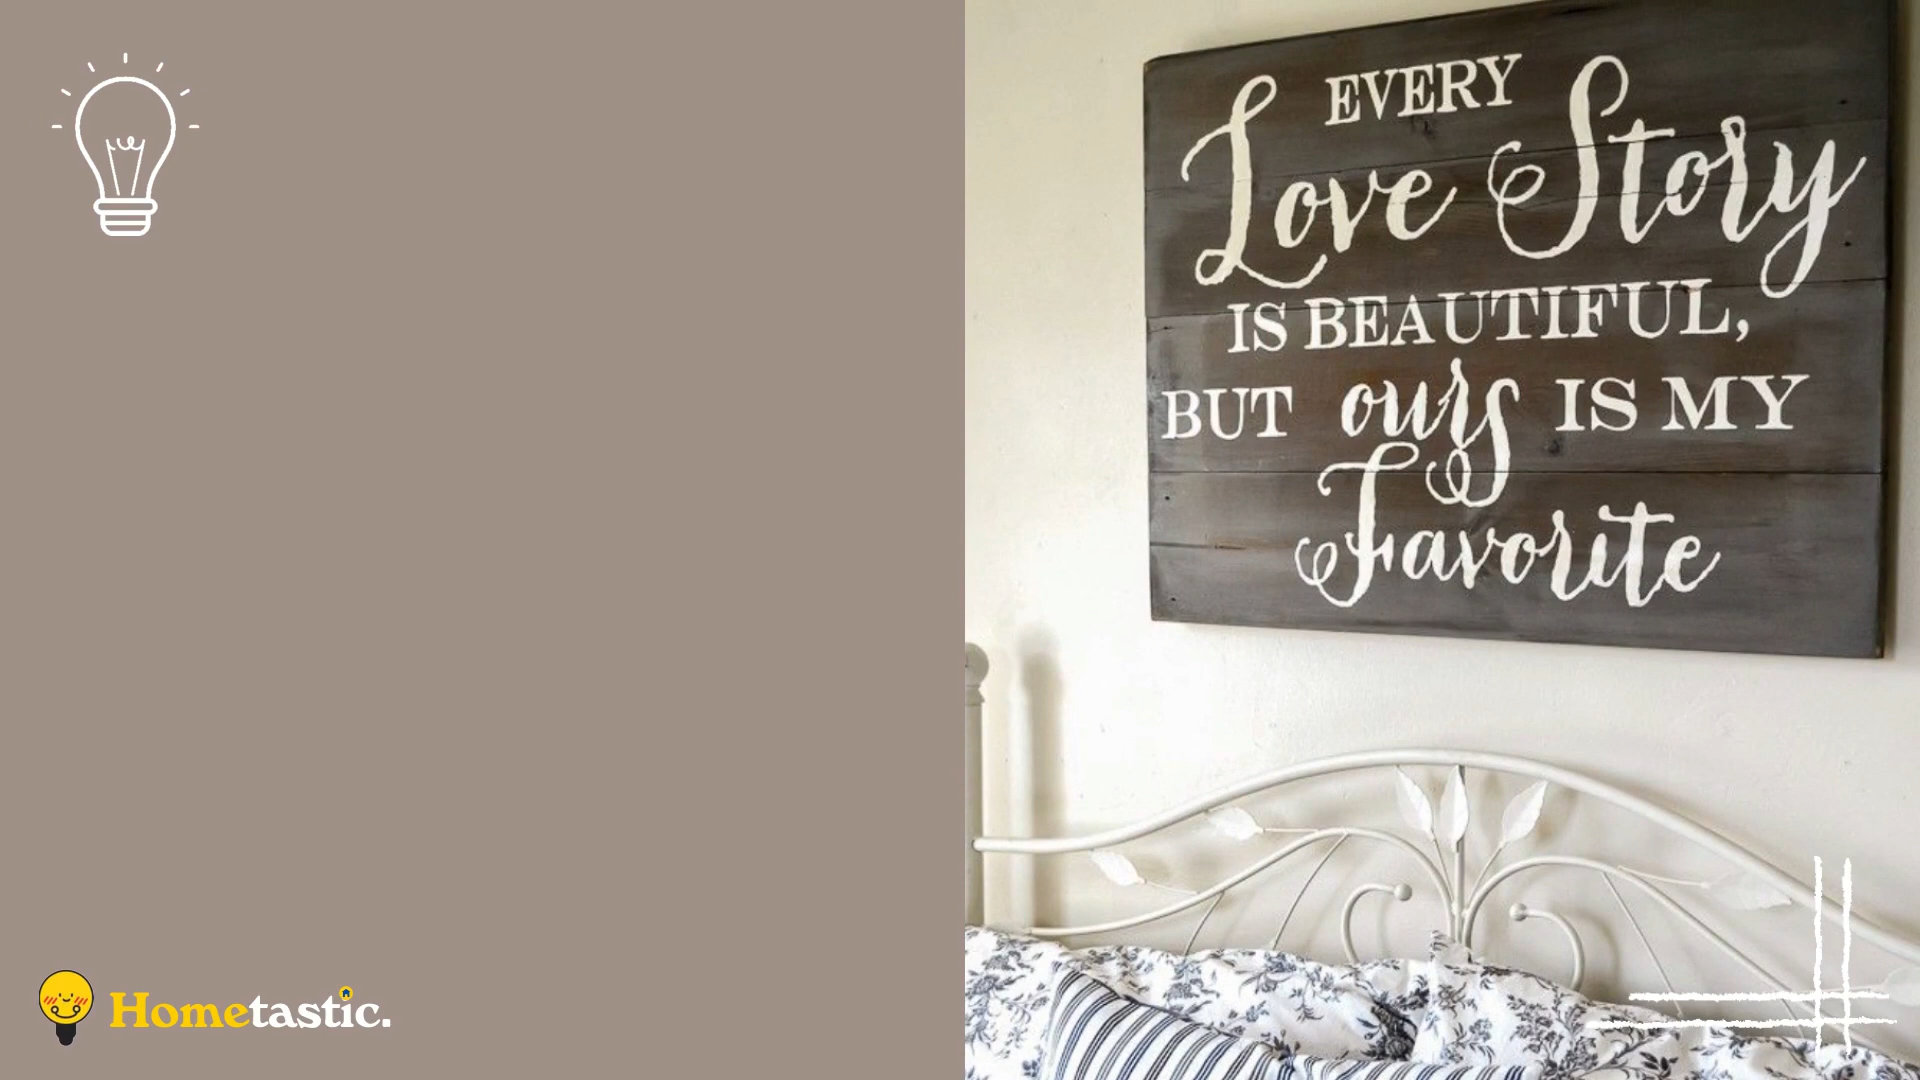 EVERY
Love Story
IS BEAUTIFUL,
BUT ours IS MY
Favorite
Hometastic.